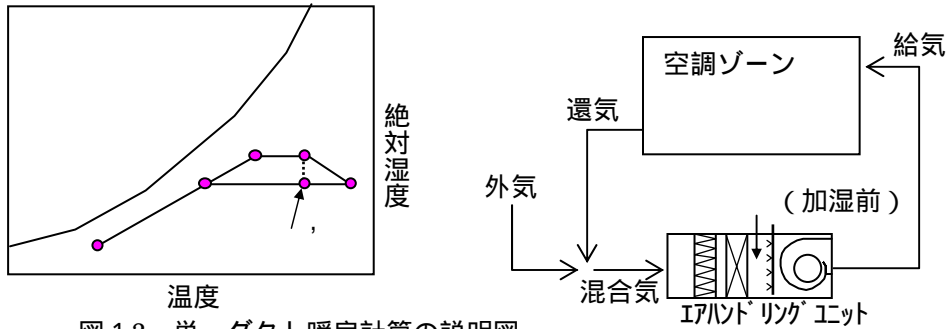 絶対湿度
温度
空調ゾーン
給気
還気
外気
(加湿前)
混合気
エアハンドリングユニット
,